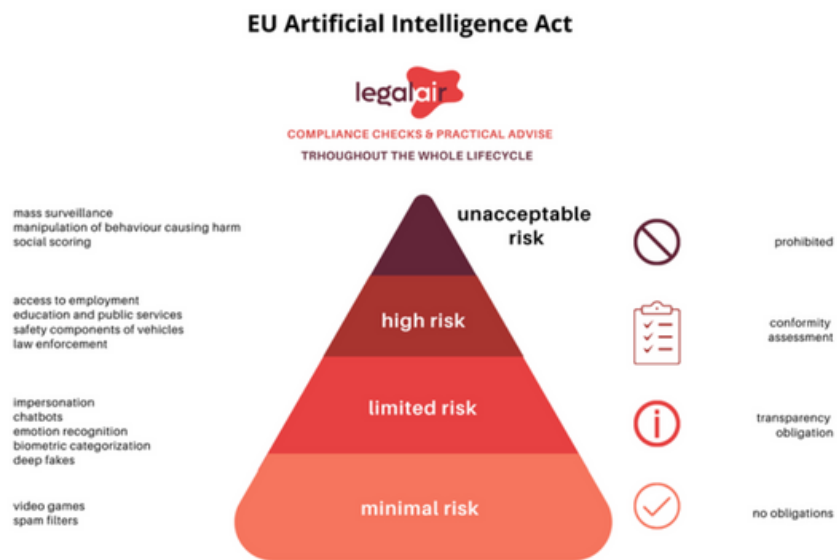 EU Artificial Intelligence Act
legalair
COMPLIANCE CHECKS & PRACTICAL ADVISE
TRHOUGHOUT THE WHOLE LIFECYCLE
mass surveillance
manipulation of behaviour causing harm
social scoring
unacceptable
risk
prohibited
access to employment
education and public services
safety components of vehicles
law enforcement
high risk
conformity
assessment
impersonation
chatbots
emotion recognition
biometric categorization
deep fakes
limited risk
transparency
obligation
video games
spam filters
minimal risk
no obligations